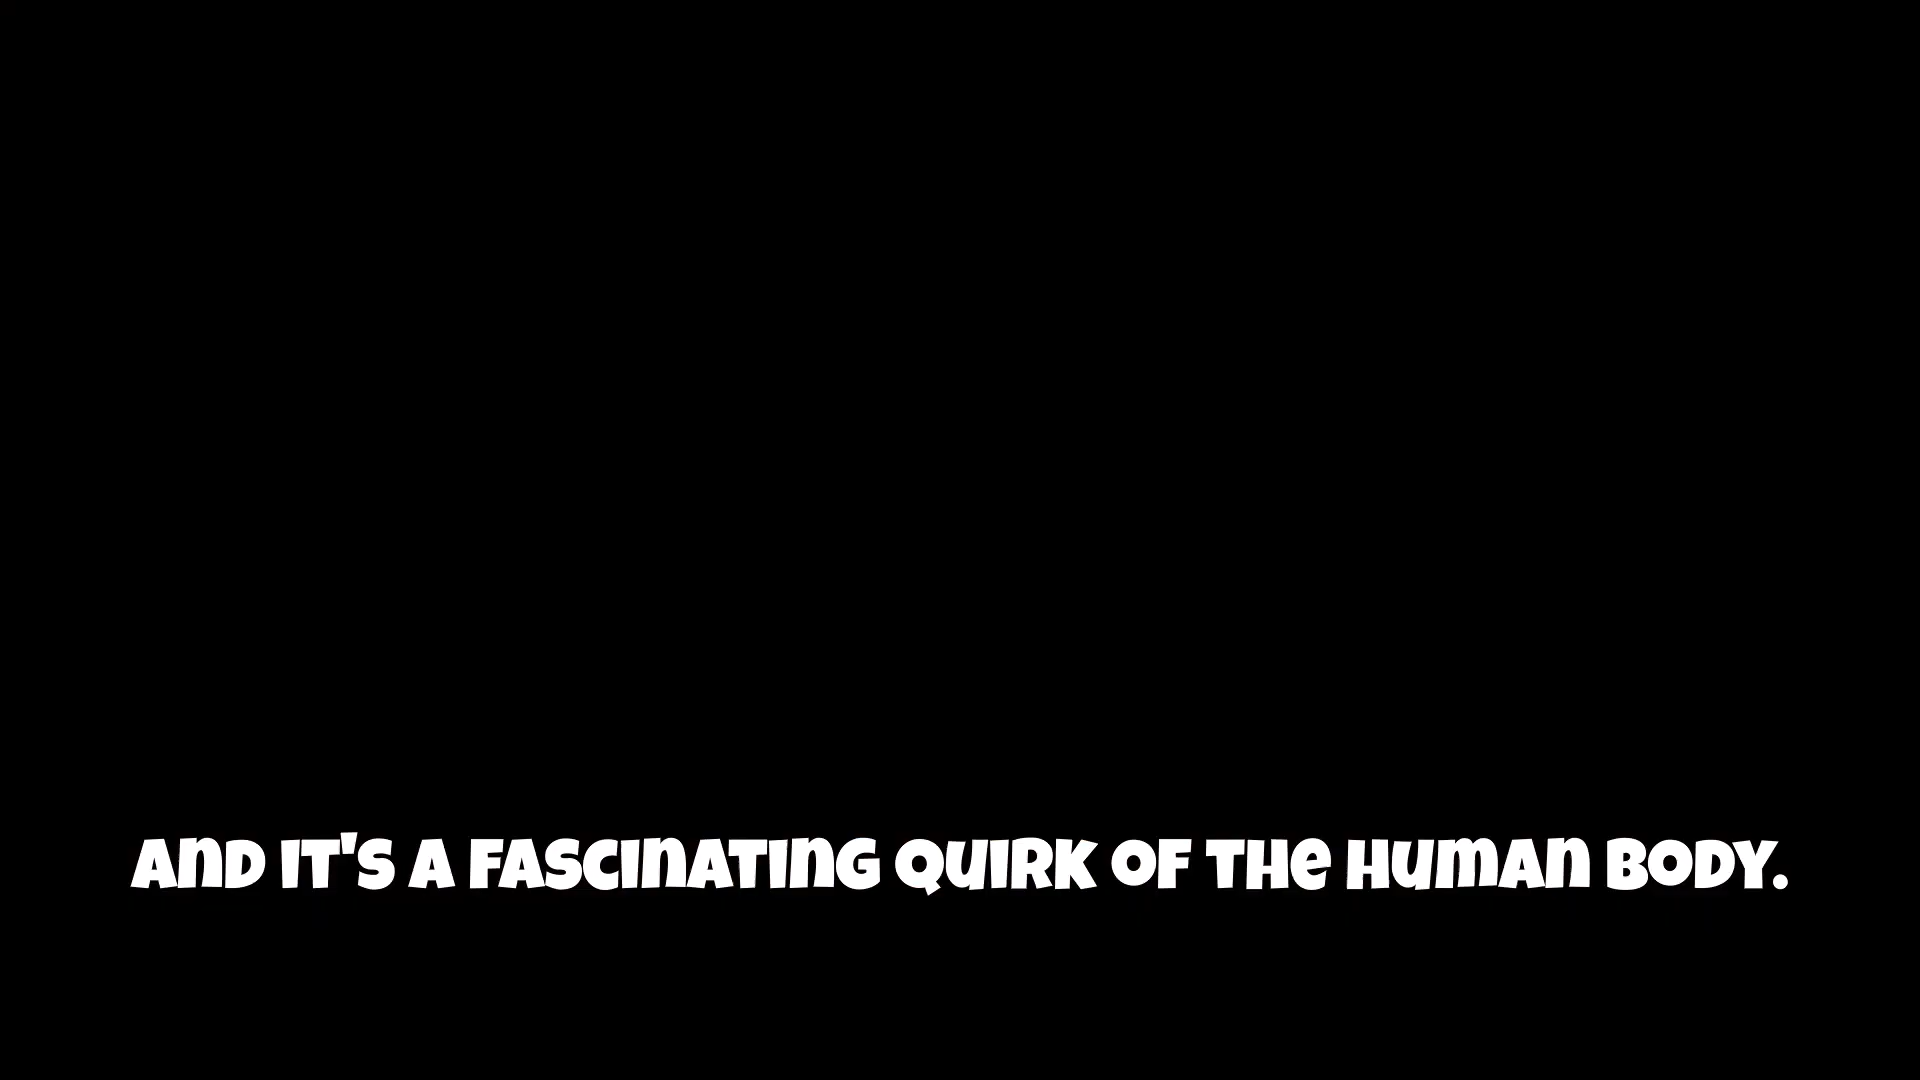 AND IT'S A FASCINATING QUIRK OF THE HUMAN BODY.